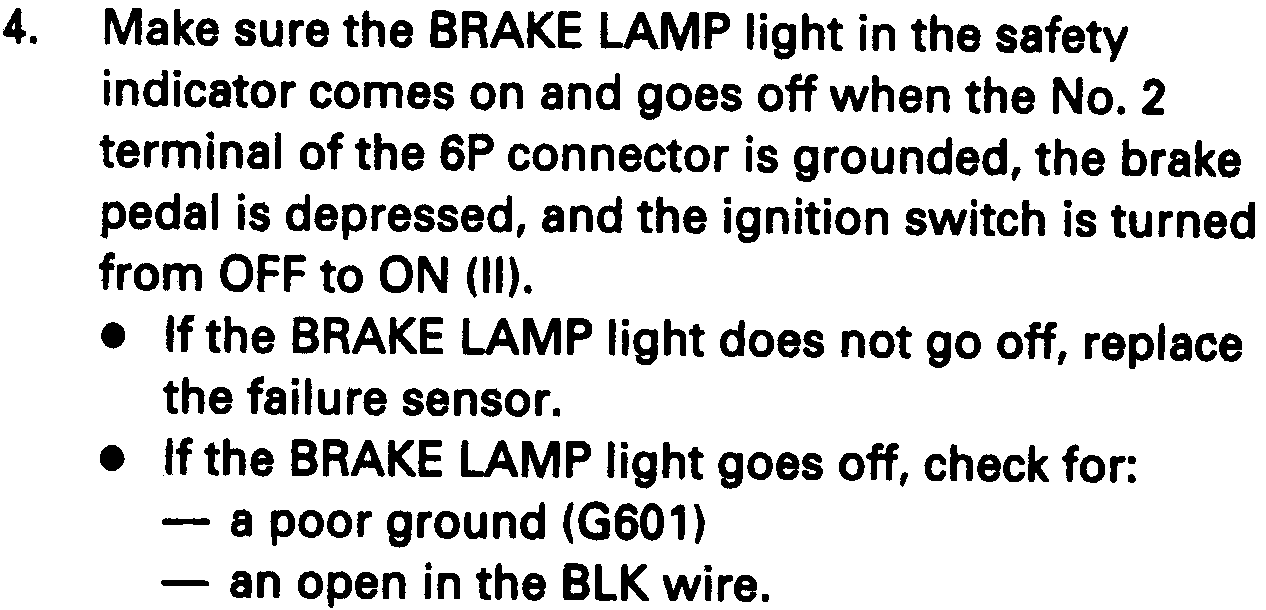 4. Make sure the BRAKE LAMP light in the safety
indicator comes on and goes off when the No. 2
terminal of the 6P connector is grounded, the brake
pedal is depressed, and the ignition switch is turned
from OFF to ON (II).
● If the BRAKE LAMP light does not go off, replace
the failure sensor.
● If the BRAKE LAMP light goes off, check for:
— a poor ground (G601)
— an open in the BLK wire.